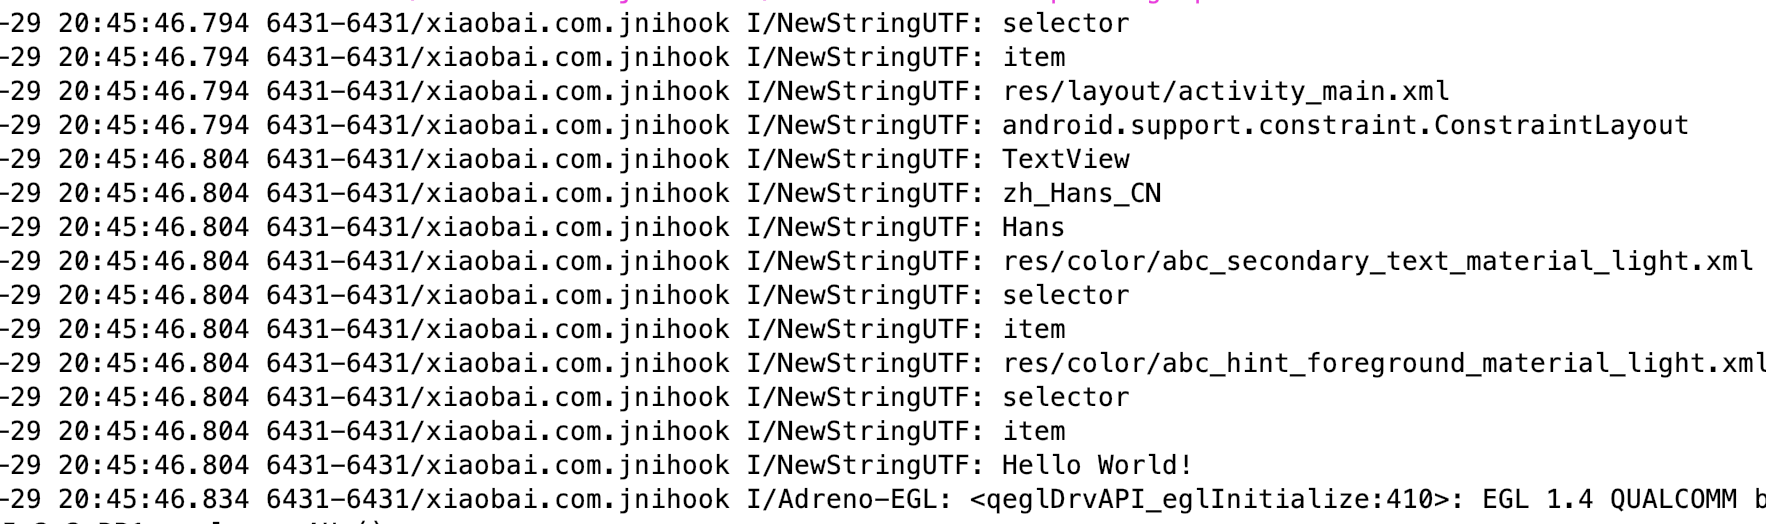 -29 20:45:46.794 6431-6431/xiaobai.com.jnihook I/NewStringUTF: selector
-29 20:45:46.794 6431-6431/xiaobai.com.jnihook I/NewStringUTF: item
-29 20:45:46.794 6431-6431/xiaobai.com.jnihook I/NewStringUTF: res/layout/activity_main.xml
-29 20:45:46.794 6431-6431/xiaobai.com.jnihook I/NewStringUTF: android.support.constraint.ConstraintLayout
-29 20:45:46.804 6431-6431/xiaobai.com.jnihook I/NewStringUTF: TextView
-29 20:45:46.804 6431-6431/xiaobai.com.jnihook I/NewStringUTF: zh_Hans_CN
-29 20:45:46.804 6431-6431/xiaobai.com.jnihook I/NewStringUTF: Hans
-29 20:45:46.804 6431-6431/xiaobai.com.jnihook I/NewStringUTF: res/color/abc_secondary_text_material_light.xml
-29 20:45:46.804 6431-6431/xiaobai.com.jnihook I/NewStringUTF: selector
-29 20:45:46.804 6431-6431/xiaobai.com.jnihook I/NewStringUTF: item
-29 20:45:46.804 6431-6431/xiaobai.com.jnihook I/NewStringUTF: res/color/abc_hint_foreground_material_light.xml
-29 20:45:46.804 6431-6431/xiaobai.com.jnihook I/NewStringUTF: selector
-29 20:45:46.804 6431-6431/xiaobai.com.jnihook I/NewStringUTF: item
-29 20:45:46.804 6431-6431/xiaobai.com.jnihook I/NewStringUTF: Hello World!
-29 20:45:46.834 6431-6431/xiaobai.com.jnihook I/Adreno-EGL: <qeglDrvAPI_eglInitialize:410>: EGL 1.4 QUALCOMM b